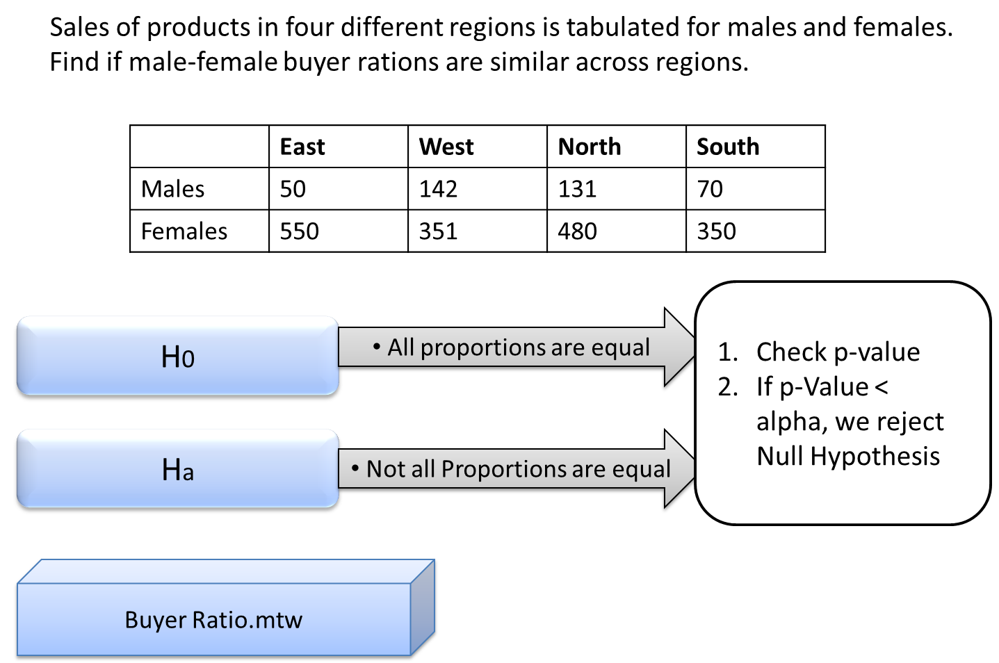 Sales of products in four different regions is tabulated for males and females.
Find if male-female buyer rations are similar across regions.
East West North South
Males 50 142 131 70
Females 550 351 480 350
H0
• All proportions are equal
Ha
• Not all Proportions are equal
1. Check p-value
2. If p-Value <
alpha, we reject
Null Hypothesis
Buyer Ratio.mtw